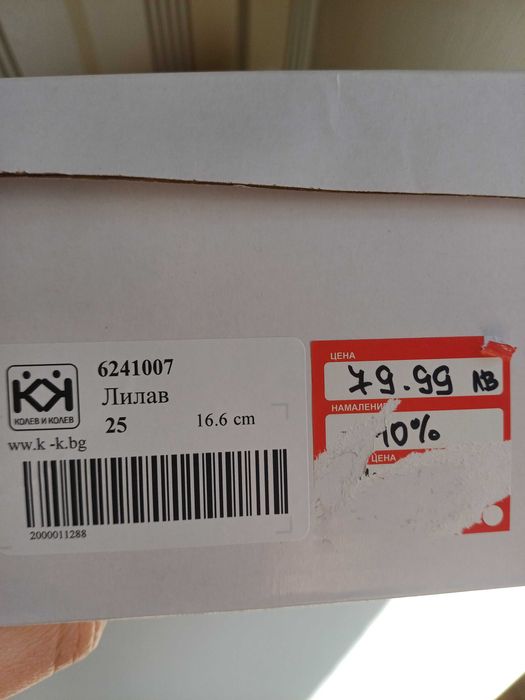 6241007
Лилав
КОЛЕВ И КОЛЕВ
25
16.6 cm
ww.k -k.bg
2000011288
ЦЕНА
79.99 лв
НАМАЛЕНИЕ
10%
ЦЕНА